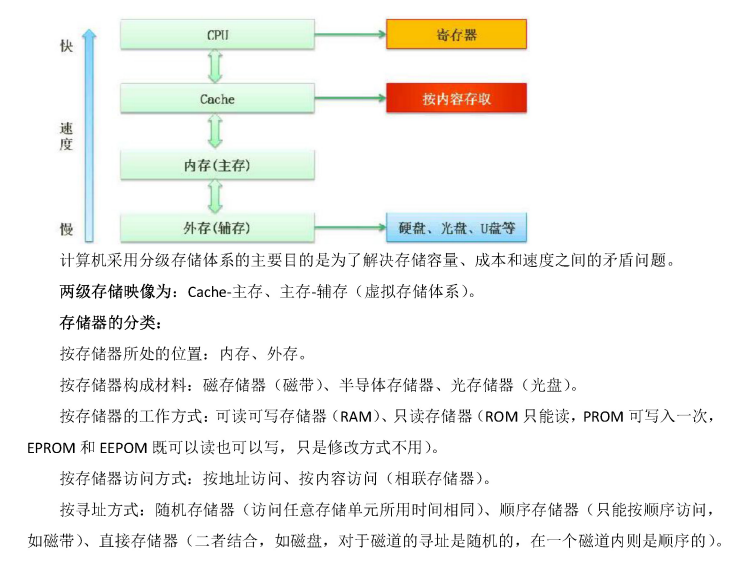 快
CPU
寄存器
Cache
按内容存取
速度
内存(主存)
慢
外存(辅存)
硬盘、光盘、U盘等
计算机采用分级存储体系的主要目的是为了解决存储容量、成本和速度之间的矛盾问题。
两级存储映像为：Cache-主存、主存-辅存（虚拟存储体系）。
存储器的分类：
按存储器所处的位置：内存、外存。
按存储器构成材料：磁存储器（磁带）、半导体存储器、光存储器（光盘）。
按存储器的工作方式：可读可写存储器（RAM）、只读存储器（ROM 只能读，PROM 可写入一次，
EPROM 和 EEPOM 既可以读也可以写，只是修改方式不用）。
按存储器访问方式：按地址访问、按内容访问（相联存储器）。
按寻址方式：随机存储器（访问任意存储单元所用时间相同）、顺序存储器（只能按顺序访问，
如磁带）、直接存储器（二者结合，如磁盘，对于磁道的寻址是随机的，在一个磁道内则是顺序的）。